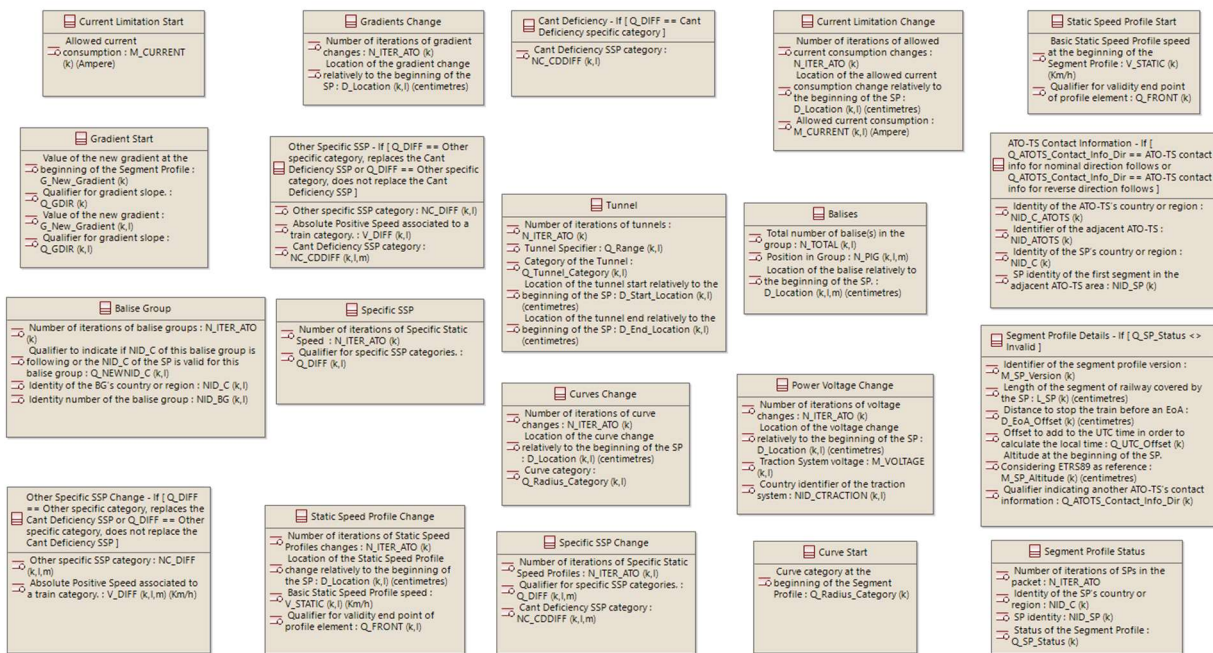 Current Limitation Start
Allowed current
consumption : M_CURRENT
(k) (Ampere)
Gradients Change
Number of iterations of gradient
changes : N_ITER_ATO (k)
Location of the gradient change
relatively to the beginning of the
SP : D_Location (k,l) (centimetres)
Cant Deficiency - If [ Q_DIFF == Cant
Deficiency specific category ]
Cant Deficiency SSP category :
NC_CDDIFF (k,l)
Current Limitation Change
Number of iterations of allowed
current consumption changes :
N_ITER_ATO (k)
Location of the allowed current
consumption change relatively to
the beginning of the SP :
D_Location (k,l) (centimetres)
Allowed current consumption :
M_CURRENT (k,l) (Ampere)
Static Speed Profile Start
Basic Static Speed Profile speed
at the beginning of the
Segment Profile : V_STATIC (k)
(Km/h)
Qualifier for validity end point
of profile element : Q_FRONT (k)
Gradient Start
Value of the new gradient at the
beginning of the Segment Profile :
G_New_Gradient (k)
Qualifier for gradient slope. :
Q_GDIR (k)
Value of the new gradient :
G_New_Gradient (k,l)
Qualifier for gradient slope :
Q_GDIR (k,l)
Other Specific SSP - If [ Q_DIFF == Other
specific category, replaces the Cant
Deficiency SSP or Q_DIFF == Other specific
category, does not replace the Cant
Deficiency SSP ]
Other specific SSP category : NC_DIFF (k,l)
Absolute Positive Speed associated to a
train category. : V_DIFF (k,l)
Cant Deficiency SSP category :
NC_CDDIFF (k,l,m)
Tunnel
Number of iterations of tunnels :
N_ITER_ATO (k)
Tunnel Specifier : Q_Range (k,l)
Category of the Tunnel :
Q_Tunnel_Category (k,l)
Location of the tunnel start relatively to the
beginning of the SP : D_Start_Location (k,l)
(centimetres)
Location of the tunnel end relatively to the
beginning of the SP : D_End_Location (k,l)
(centimetres)
Balises
Total number of balise(s) in the
group : N_TOTAL (k,l)
Position in Group : N_PIG (k,l,m)
Location of the balise relatively to
the beginning of the SP. :
D_Location (k,l,m) (centimetres)
ATO-TS Contact Information - If [
Q_ATOTS_Contact_Info_Dir == ATO-TS contact
info for nominal direction follows or
Q_ATOTS_Contact_Info_Dir == ATO-TS contact
info for reverse direction follows ]
Identity of the ATO-TS's country or region :
NID_C_ATOTS (k)
Identifier of the adjacent ATO-TS :
NID_ATOTS (k)
Identity of the SP's country or region :
NID_C (k)
SP identity of the first segment in the
adjacent ATO-TS area : NID_SP (k)
Balise Group
Number of iterations of balise groups : N_ITER_ATO
(k)
Qualifier to indicate if NID_C of this balise group is
following or the NID_C of the SP is valid for this
balise group : Q_NEWNID_C (k,l)
Identity of the BG's country or region : NID_C (k,l)
Identity number of the balise group : NID_BG (k,l)
Specific SSP
Number of iterations of Specific Static
Speed : N_ITER_ATO (k)
Qualifier for specific SSP categories. :
Q_DIFF (k,l)
Curves Change
Number of iterations of curve
changes : N_ITER_ATO (k)
Location of the curve change
relatively to the beginning of the SP
: D_Location (k,l) (centimetres)
Curve category :
Q_Radius_Category (k,l)
Power Voltage Change
Number of iterations of voltage
changes : N_ITER_ATO (k)
Location of the voltage change
relatively to the beginning of the SP :
D_Location (k,l) (centimetres)
Traction System voltage : M_VOLTAGE
(k,l)
Country identifier of the traction
system : NID_CTRACTION (k,l)
Segment Profile Details - If [ Q_SP_Status <>
Invalid ]
Identifier of the segment profile version :
M_SP_Version (k)
Length of the segment of railway covered by
the SP : L_SP (k) (centimetres)
Distance to stop the train before an EoA :
D_EoA_Offset (k) (centimetres)
Offset to add to the UTC time in order to
calculate the local time : Q_UTC_Offset (k)
Altitude at the beginning of the SP.
Considering ETRS89 as reference :
M_SP_Altitude (k) (centimetres)
Qualifier indicating another ATO-TS's contact
information : Q_ATOTS_Contact_Info_Dir (k)
Other Specific SSP Change - If [ Q_DIFF
== Other specific category, replaces the
Cant Deficiency SSP or Q_DIFF == Other
specific category, does not replace the
Cant Deficiency SSP ]
Other specific SSP category : NC_DIFF
(k,l,m)
Absolute Positive Speed associated to
a train category. : V_DIFF (k,l,m) (Km/h)
Static Speed Profile Change
Number of iterations of Static Speed
Profiles changes : N_ITER_ATO (k)
Location of the Static Speed Profile
change relatively to the beginning of
the SP : D_Location (k,l) (centimetres)
Basic Static Speed Profile speed :
V_STATIC (k,l) (Km/h)
Qualifier for validity end point of
profile element : Q_FRONT (k,l)
Specific SSP Change
Number of iterations of Specific Static
Speed Profiles : N_ITER_ATO (k,l)
Qualifier for specific SSP categories. :
Q_DIFF (k,l,m)
Cant Deficiency SSP category :
NC_CDDIFF (k,l,m)
Curve Start
Curve category at the
beginning of the Segment
Profile : Q_Radius_Category (k)
Segment Profile Status
Number of iterations of SPs in the
packet : N_ITER_ATO
Identity of the SP's country or
region : NID_C (k)
SP identity : NID_SP (k)
Status of the Segment Profile :
Q_SP_Status (k)